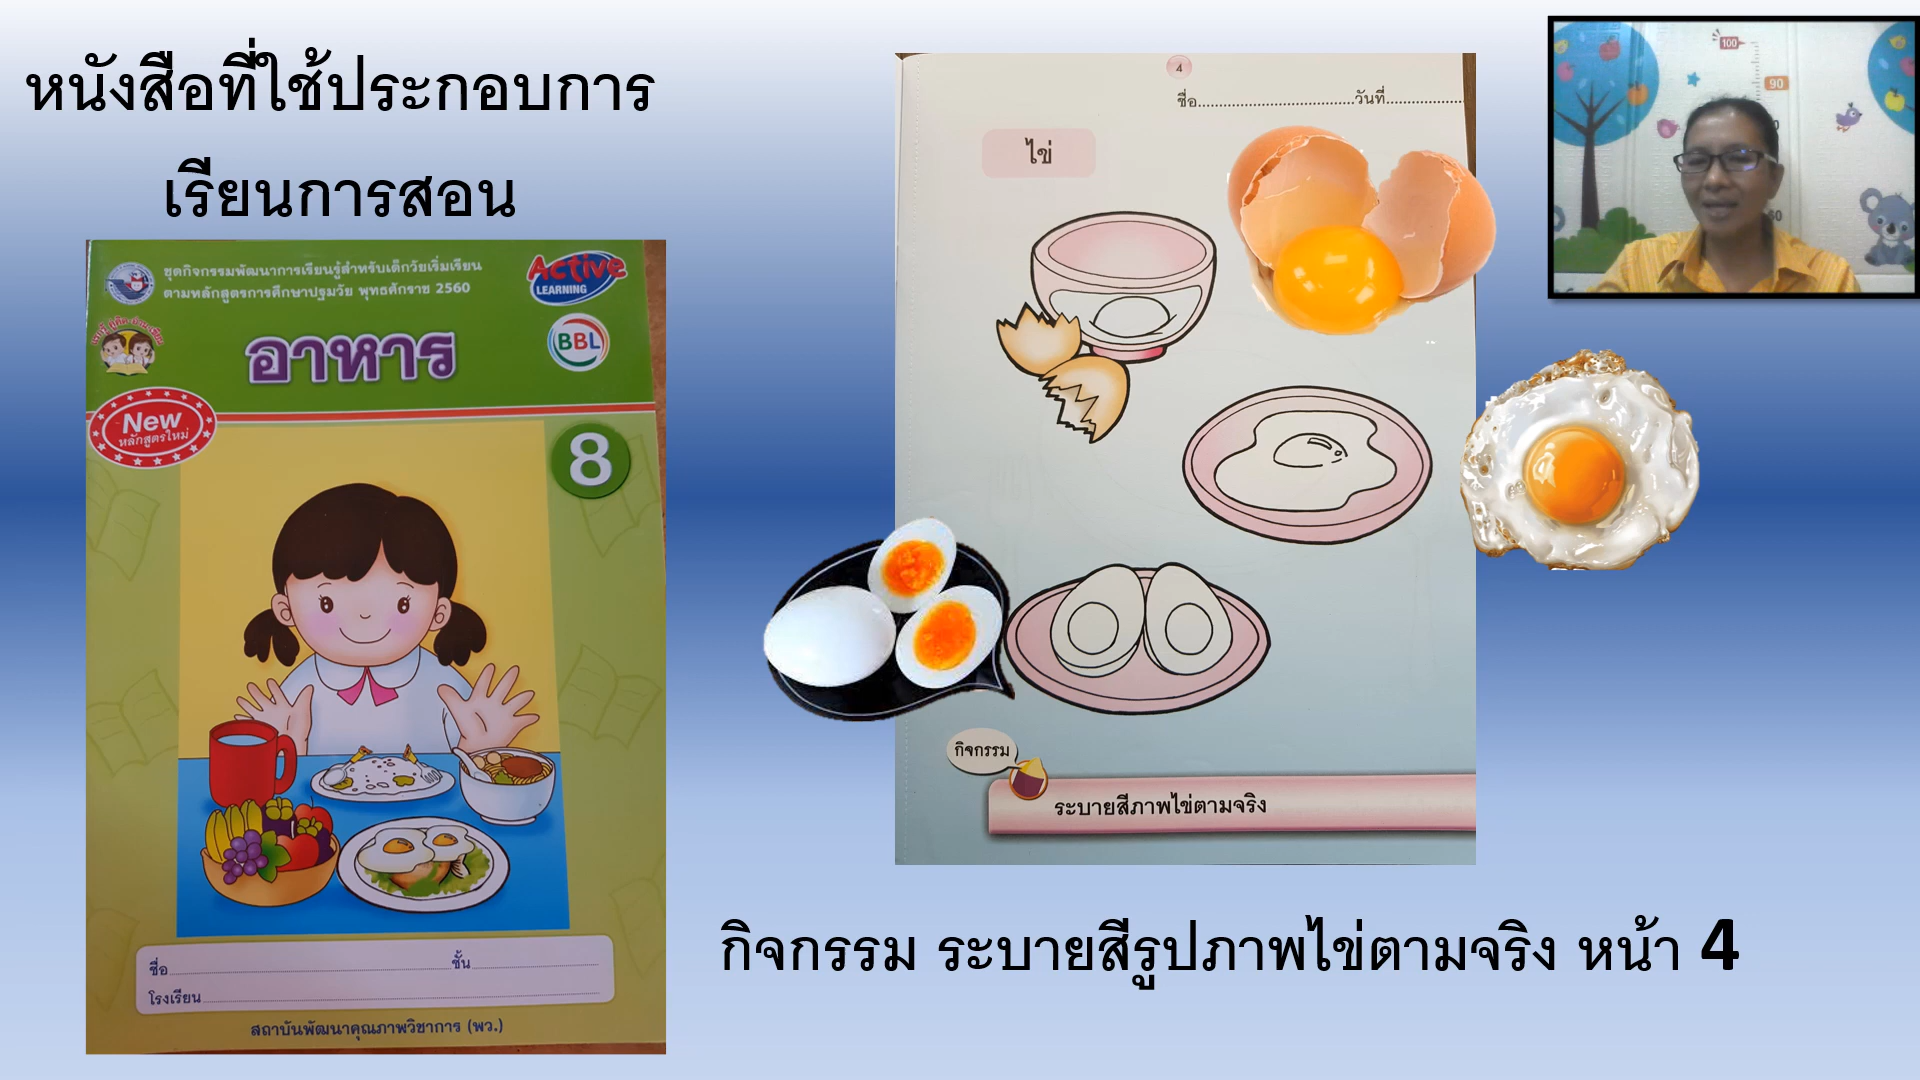 หนังสือที่ใช้ประกอบการ
เรียนการสอน
ชุดกิจกรรมพัฒนาการเรียนรู้สำหรับเด็กวัยเริ่มเรียน
ตามหลักสูตรการศึกษาปฐมวัย พุทธศักราช 2560
Active
LEARNING
อาหาร
BBL
New
หลักสูตรใหม่
8
ชื่อ ชั้น
โรงเรียน
สถาบันพัฒนาคุณภาพวิชาการ (พว.)
4
ชื่อ วันที่
ไข่
กิจกรรม
ระบายสีภาพไข่ตามจริง
กิจกรรม ระบายสีรูปภาพไข่ตามจริง หน้า 4
100
90